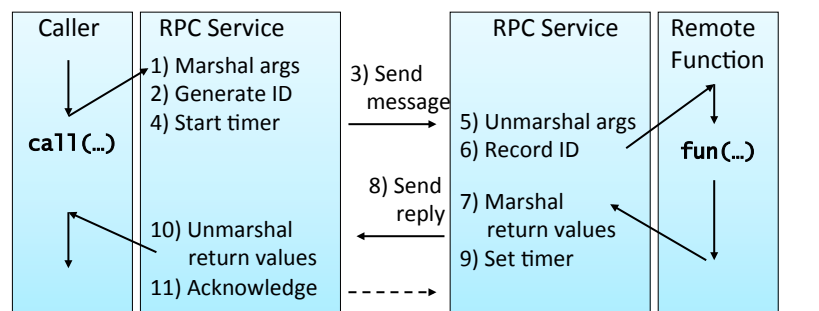 Caller
RPC Service
1) Marshal args
2) Generate ID
4) Start timer
call(…)
10) Unmarshal
return values
11) Acknowledge
3) Send
message
8) Send
reply
RPC Service
5) Unmarshal args
6) Record ID
7) Marshal
return values
9) Set timer
Remote
Function
fun(…)